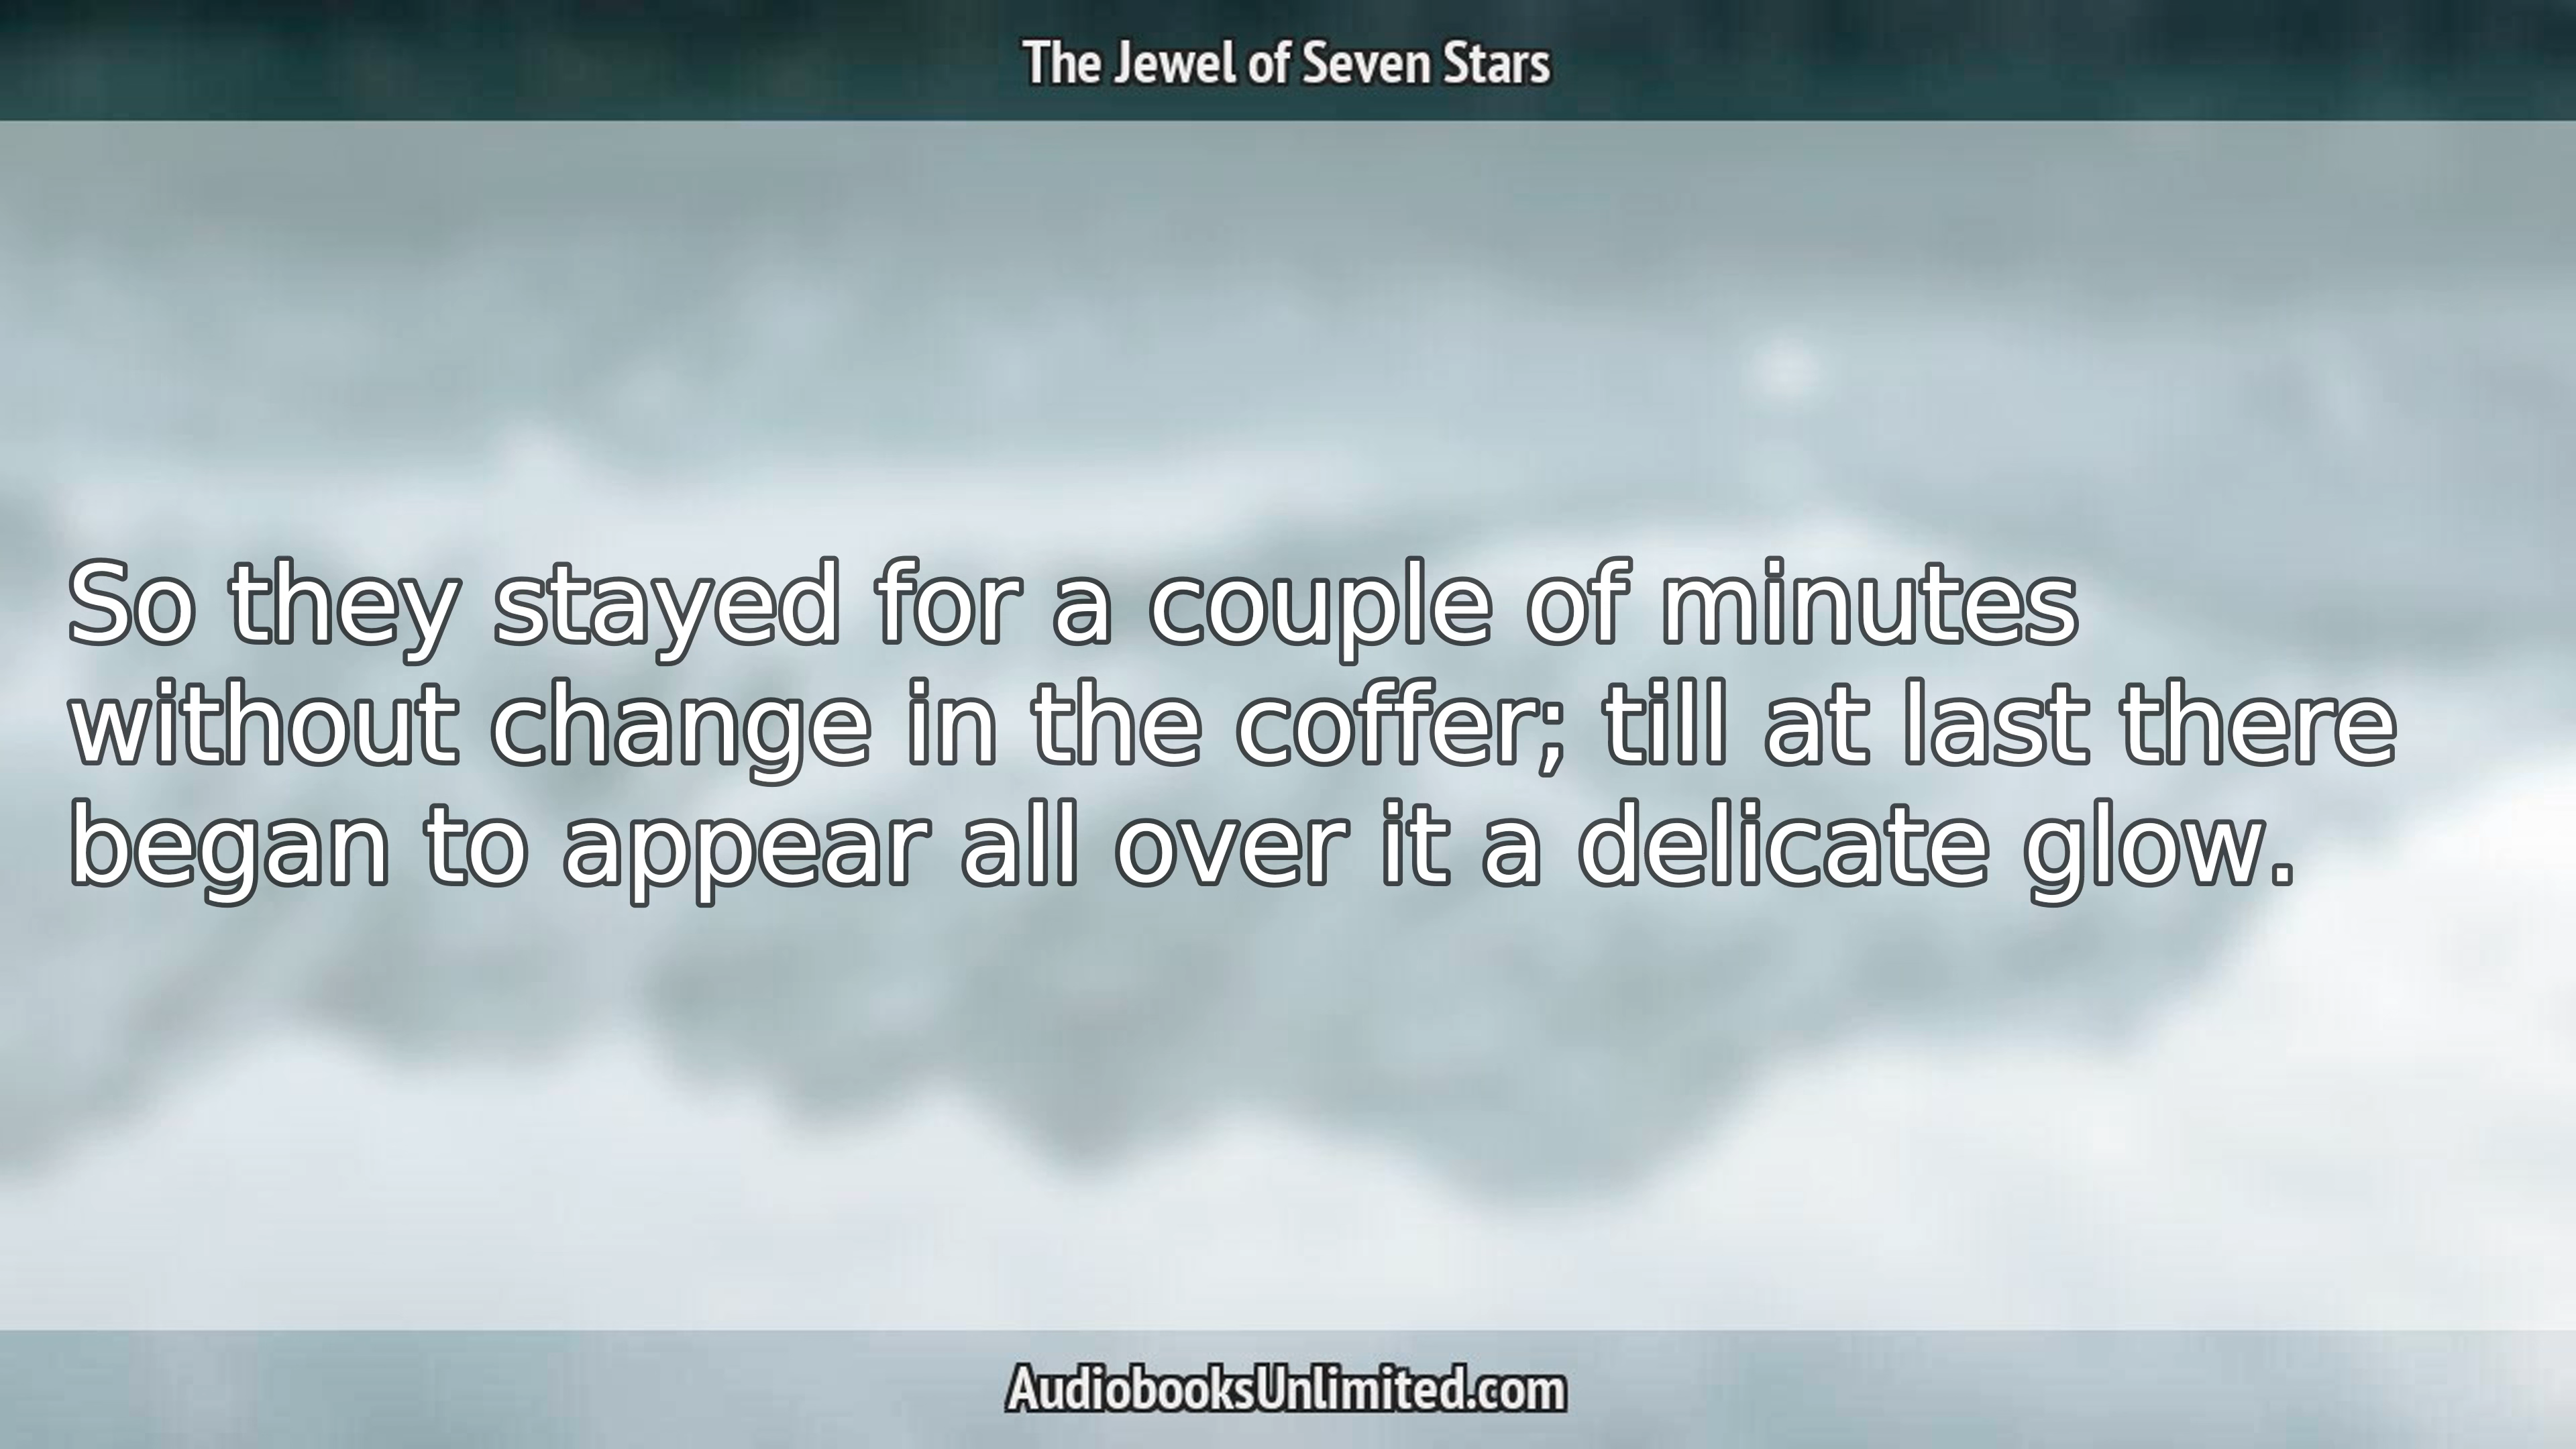 The Jewel of Seven Stars
So they stayed for a couple of minutes
without change in the coffer; till at last there
began to appear all over it a delicate glow.
AudiobooksUnlimited.com